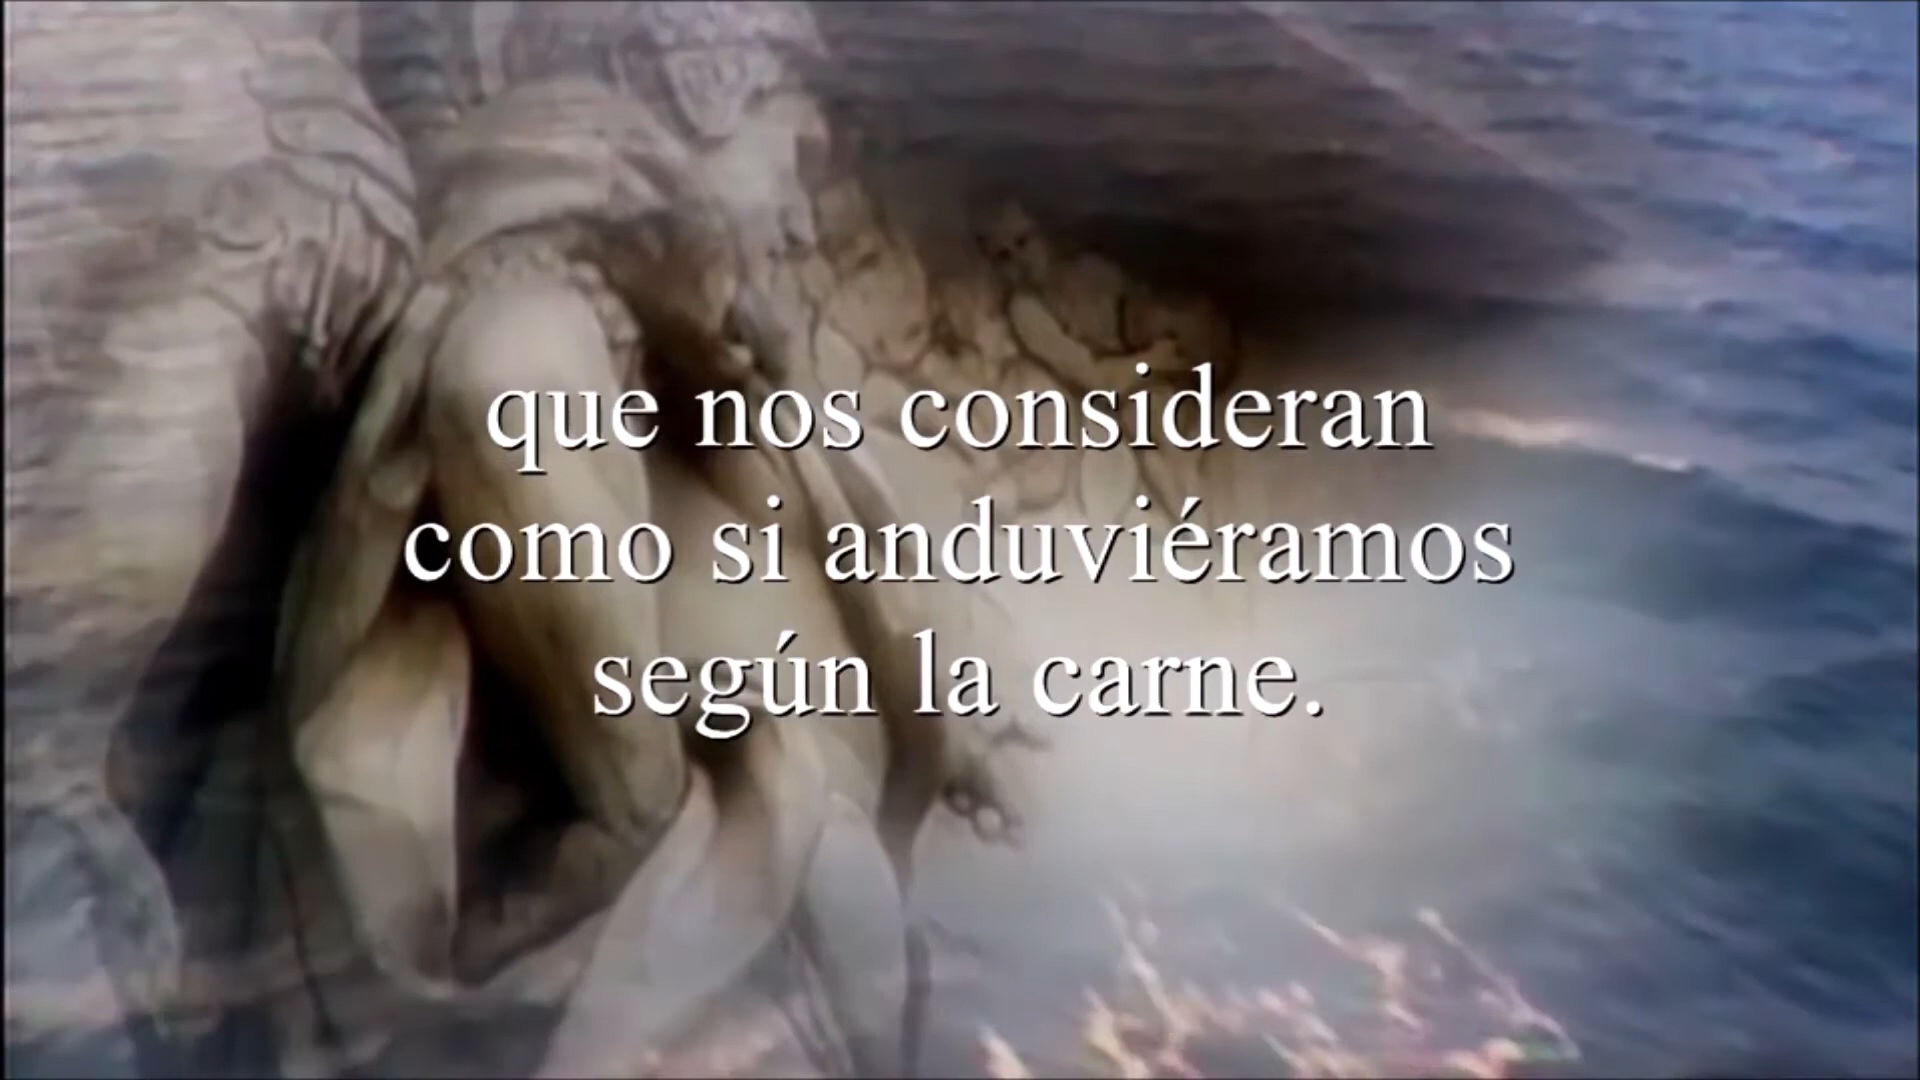 que nos consideran
como si anduviéramos
según la carne.